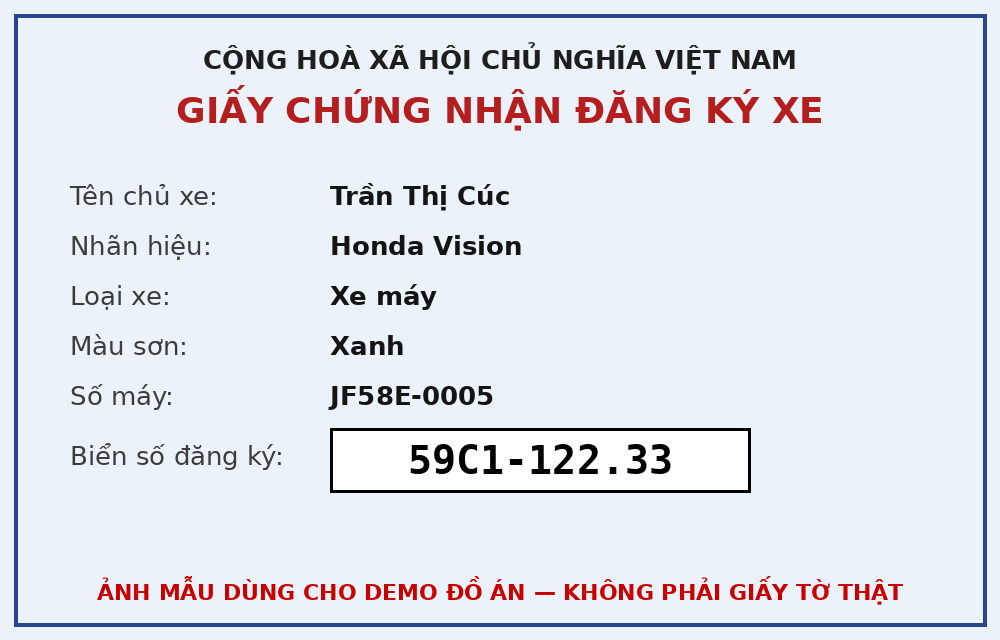 CỘNG HOÀ XÃ HỘI CHỦ NGHĨA VIỆT NAM
GIẤY CHỨNG NHẬN ĐĂNG KÝ XE
Tên chủ xe: Trần Thị Cúc
Nhãn hiệu: Honda Vision
Loại xe: Xe máy
Màu sơn: Xanh
Số máy: JF58E-0005
Biển số đăng ký: 59C1-122.33
ẢNH MẪU DÙNG CHO DEMO ĐỒ ÁN — KHÔNG PHẢI GIẤY TỜ THẬT